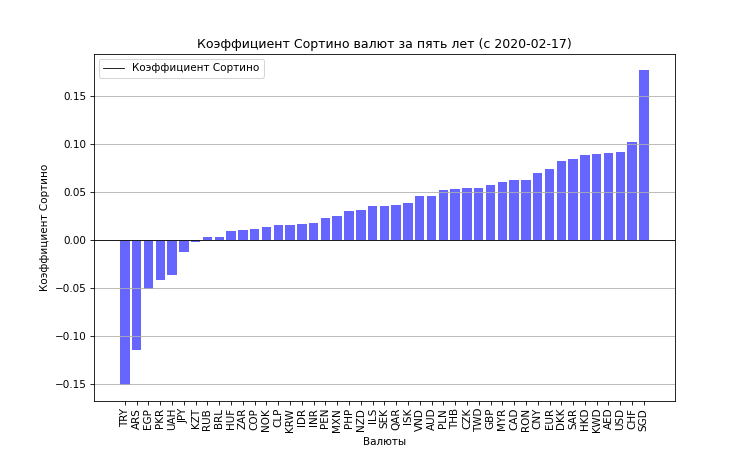 Коэффициент Сортино валют за пять лет (с 2020-02-17)
Коэффициент Сортино
0.15
0.10
0.05
0.00
−0.05
−0.10
−0.15
Коэффициент Сортино
TRY ARS EGP PKR UAH JPY KZT RUB BRL HUF ZAR COP NOK CLP KRW IDR INR PEN MXN PHP NZD ILS SEK QAR ISK VND AUD PLN THB CZK TWD GBP MYR CAD RON CNY EUR DKK SAR HKD KWD AED USD CHF SGD
Валюты